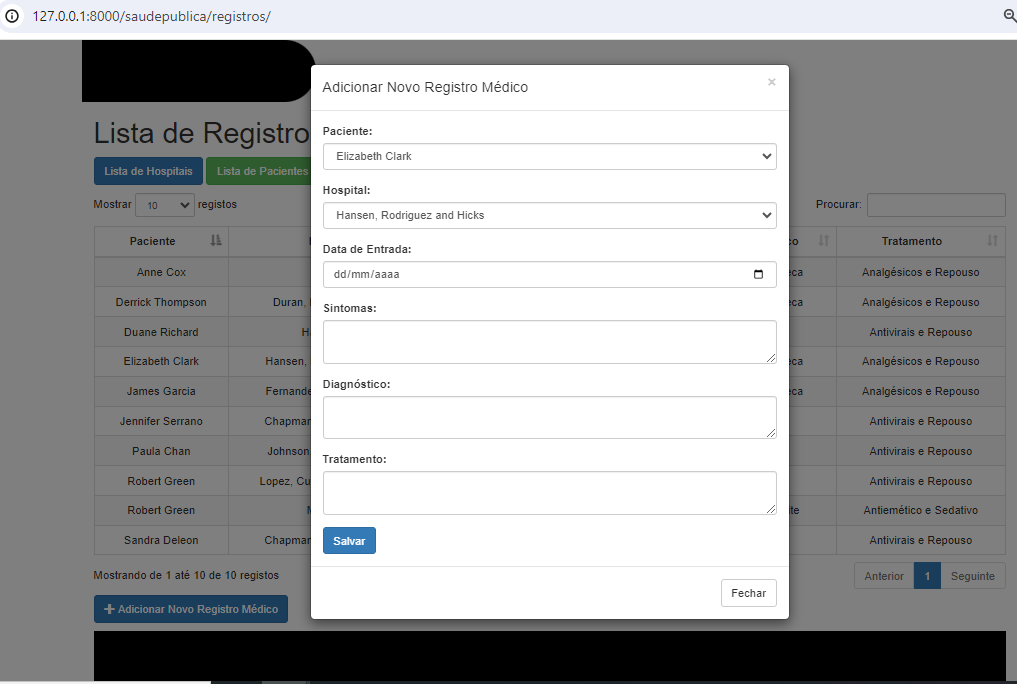 127.0.0.1:8000/saudepublica/registros/
Adicionar Novo Registro Médico
×
Paciente:
Elizabeth Clark
Hospital:
Hansen, Rodriguez and Hicks
Data de Entrada:
dd/mm/aaaa
Sintomas:
Diagnóstico:
Tratamento:
Salvar
Fechar
Lista de Registro
Lista de Hospitais
Lista de Pacientes
Mostrar 10 registos
Procurar:
Paciente Tratamento
Anne Cox Analgésicos e Repouso
Derrick Thompson Duran, Analgésicos e Repouso
Duane Richard Antivirais e Repouso
Elizabeth Clark Hansen, Analgésicos e Repouso
James Garcia Fernande Analgésicos e Repouso
Jennifer Serrano Chapmar Antivirais e Repouso
Paula Chan Johnson Antivirais e Repouso
Robert Green Lopez, Cu Antivirais e Repouso
Robert Green Antiemético e Sedativo
Sandra Deleon Chapmar Antivirais e Repouso
Mostrando de 1 até 10 de 10 registos
Anterior 1 Seguinte
Adicionar Novo Registro Médico